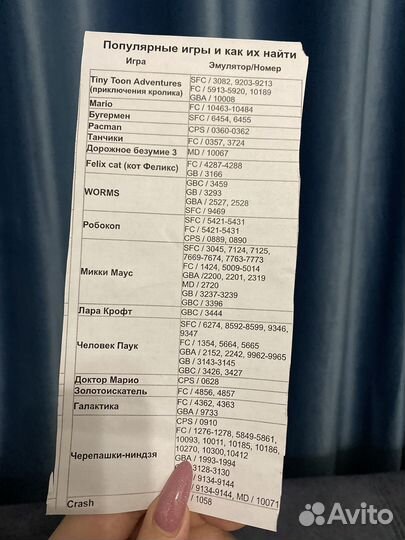 Популярные игры и как их найти
Игра Эмулятор/Номер
Tiny Toon Adventures SFC / 3082, 9203-9213
(приключения кролика) FC / 5913-5920, 10189
GBA / 10008
Mario FC / 10463-10484
Бугермен SFC / 6454, 6455
Pacman CPS / 0360-0362
Танчики FC / 0357, 3724
Дорожное безумие 3 MD / 10067
Felix cat (кот Феликс) FC / 4287-4288
GB / 3166
WORMS GBC / 3459
GB / 3293
GBA / 2527, 2528
SFC / 9469
Робокоп SFC / 5421-5431
FC / 5421-5431
CPS / 0889, 0890
Микки Маус SFC / 3045, 7124, 7125,
7669-7674, 7763-7773
FC / 1424, 5009-5014
GBA /2200, 2201, 2319
MD / 2720
GB / 3237-3239
GBC / 3396
Лара Крофт GBC / 3444
Человек Паук SFC / 6274, 8592-8599, 9346,
9347
FC / 1354, 5664, 5665
GBA / 2152, 2242, 9962-9965
GB / 3143-3145
GBC / 3426, 3427
Доктор Марио CPS / 0628
Золотоискатель FC / 4856, 4857
Галактика FC / 4362, 4363
GBA / 9733
Черепашки-ниндзя CPS / 0910
FC / 1276-1278, 5849-5861,
10093, 10011, 10185, 10186,
10270, 10300,10412
GBA / 1993-1994
3128-3130
/ 9134-9144
/ 9134-9144, MD / 10071
Crash / 1058
Avito